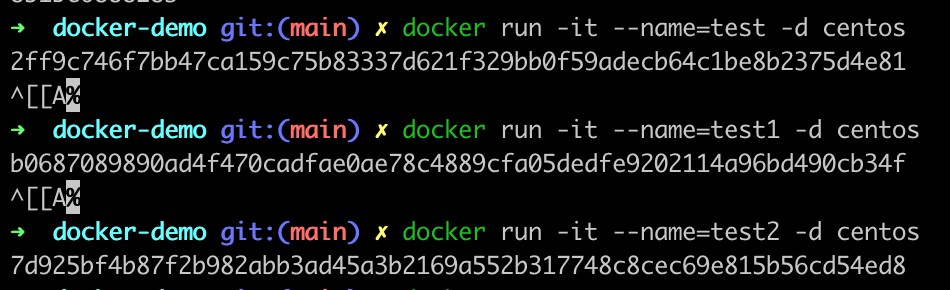 ➜  docker-demo git:(main) ✗ docker run -it --name=test -d centos
2ff9c746f7bb47ca159c75b83337d621f329bb0f59adecb64c1be8b2375d4e81
^[[A%
➜  docker-demo git:(main) ✗ docker run -it --name=test1 -d centos
b0687089890ad4f470cadfae0ae78c4889cfa05dedfe9202114a96bd490cb34f
^[[A%
➜  docker-demo git:(main) ✗ docker run -it --name=test2 -d centos
7d925bf4b87f2b982abb3ad45a3b2169a552b317748c8cec69e815b56cd54ed8